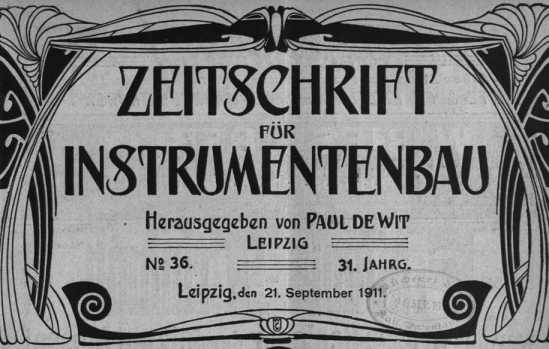 ZEITSCHRIFT
FÜR
INSTRUMENTENBAU
Herausgegeben von PAUL DE WIT
LEIPZIG
No 36. 31. JAHRG.
Leipzig, den 21. September 1911.